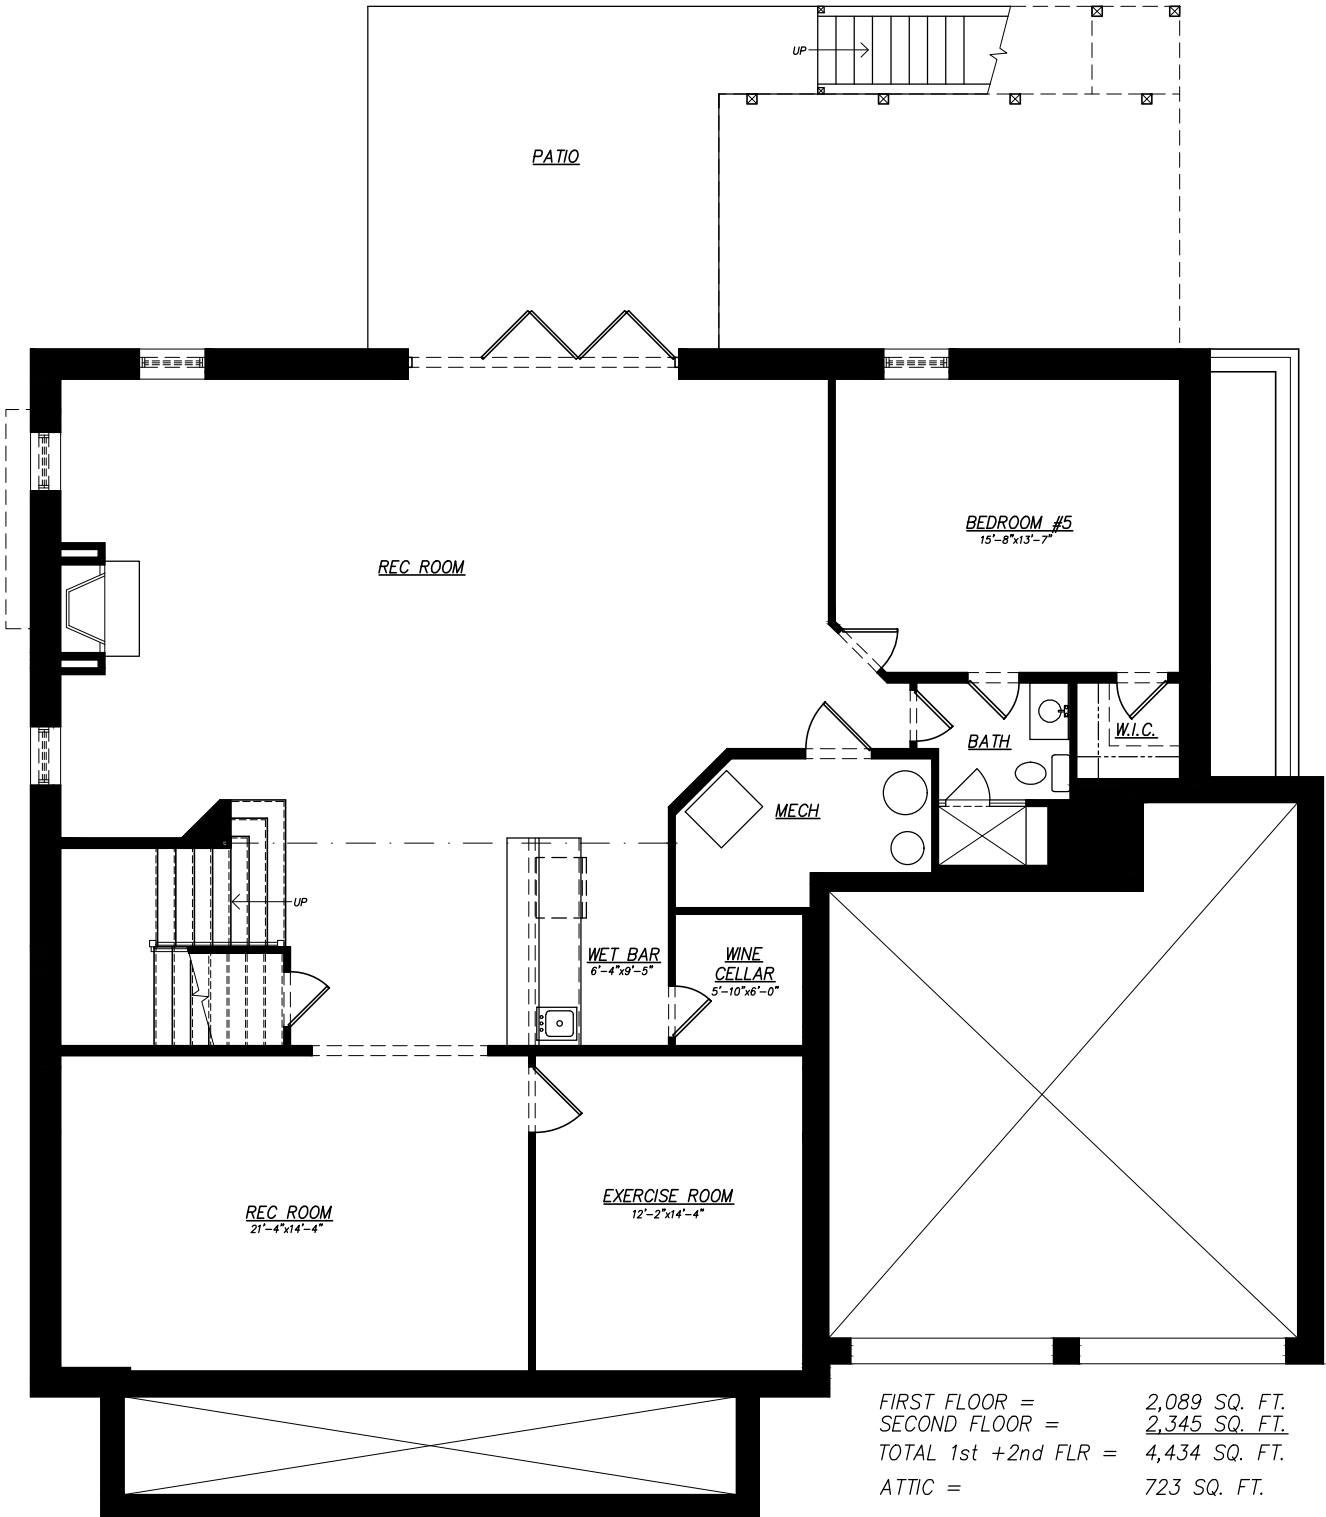 UP
PATIO
BEDROOM #5
15'-8"x13'-7"
REC ROOM
W.I.C.
BATH
MECH
UP
WET BAR
6'-4"x9'-5"
WINE
CELLAR
5'-10"x6'-0"
EXERCISE ROOM
12'-2"x14'-4"
REC ROOM
21'-4"x14'-4"
FIRST FLOOR = 2,089 SQ. FT.
SECOND FLOOR = 2,345 SQ. FT.
TOTAL 1st +2nd FLR = 4,434 SQ. FT.
ATTIC = 723 SQ. FT.